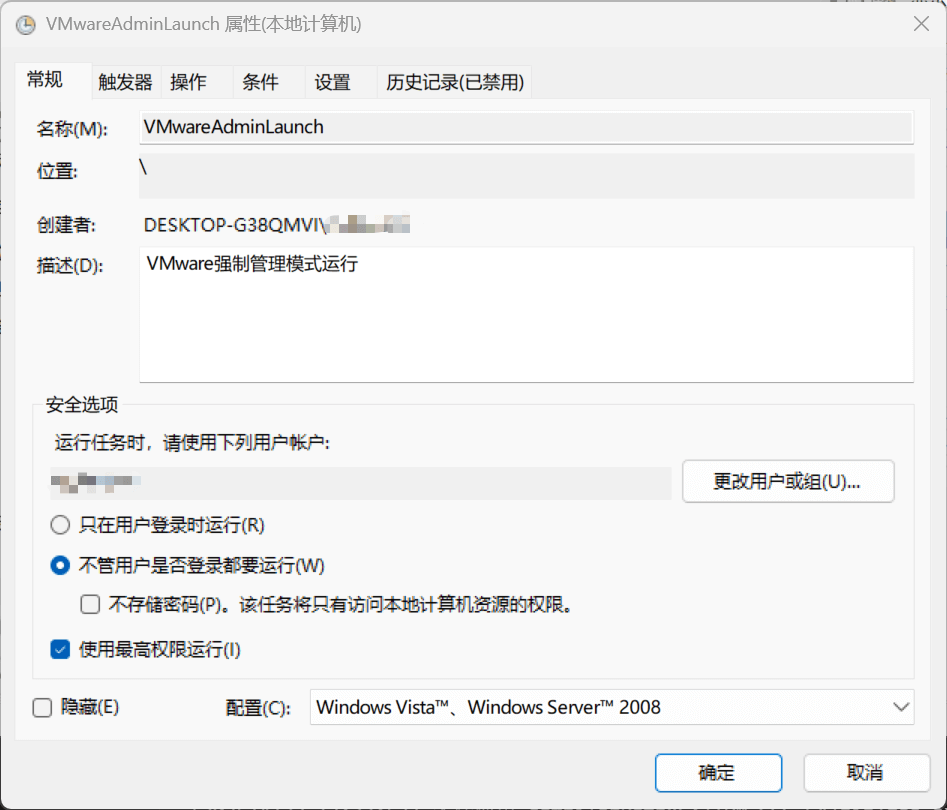 VMwareAdminLaunch 属性(本地计算机)
常规 触发器 操作 条件 设置 历史记录(已禁用)
名称(M): VMwareAdminLaunch
位置: \
创建者: DESKTOP-G38QMVI\
描述(D): VMware强制管理模式运行
安全选项
运行任务时，请使用下列用户帐户:
更改用户或组(U)...
只在用户登录时运行(R)
不管用户是否登录都要运行(W)
不存储密码(P)。该任务将只有访问本地计算机资源的权限。
使用最高权限运行(I)
隐藏(E) 配置(C): Windows Vista™、Windows Server™ 2008
确定 取消